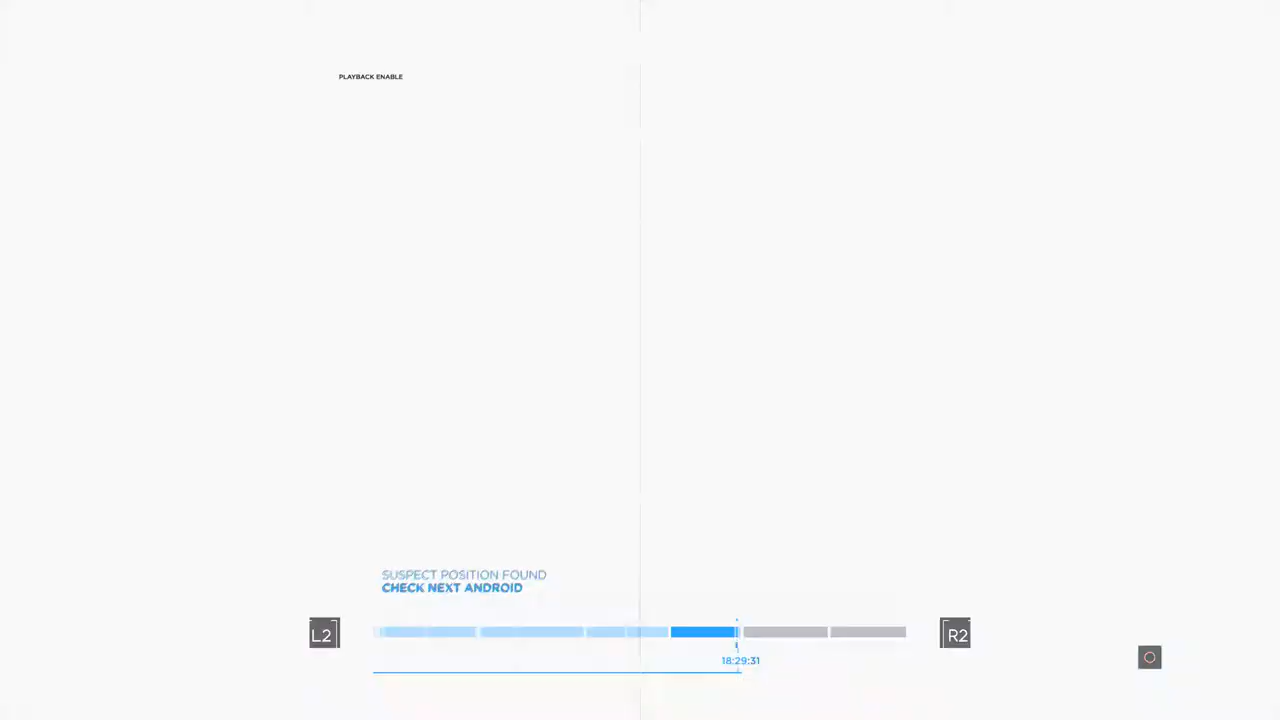 PLAYBACK ENABLE
SUSPECT POSITION FOUND
CHECK NEXT ANDROID
L2
R2
18:29:31